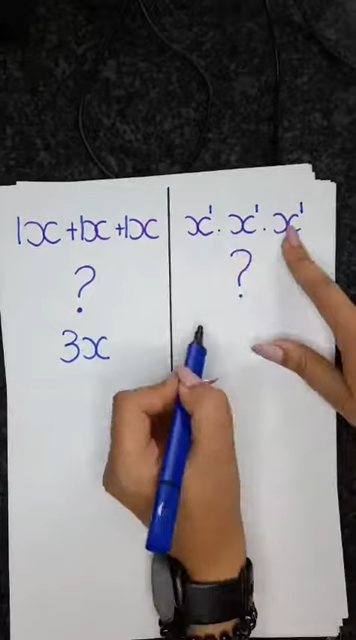 1x + 1x + 1x
?
3x
x¹ · x¹ · x¹
?